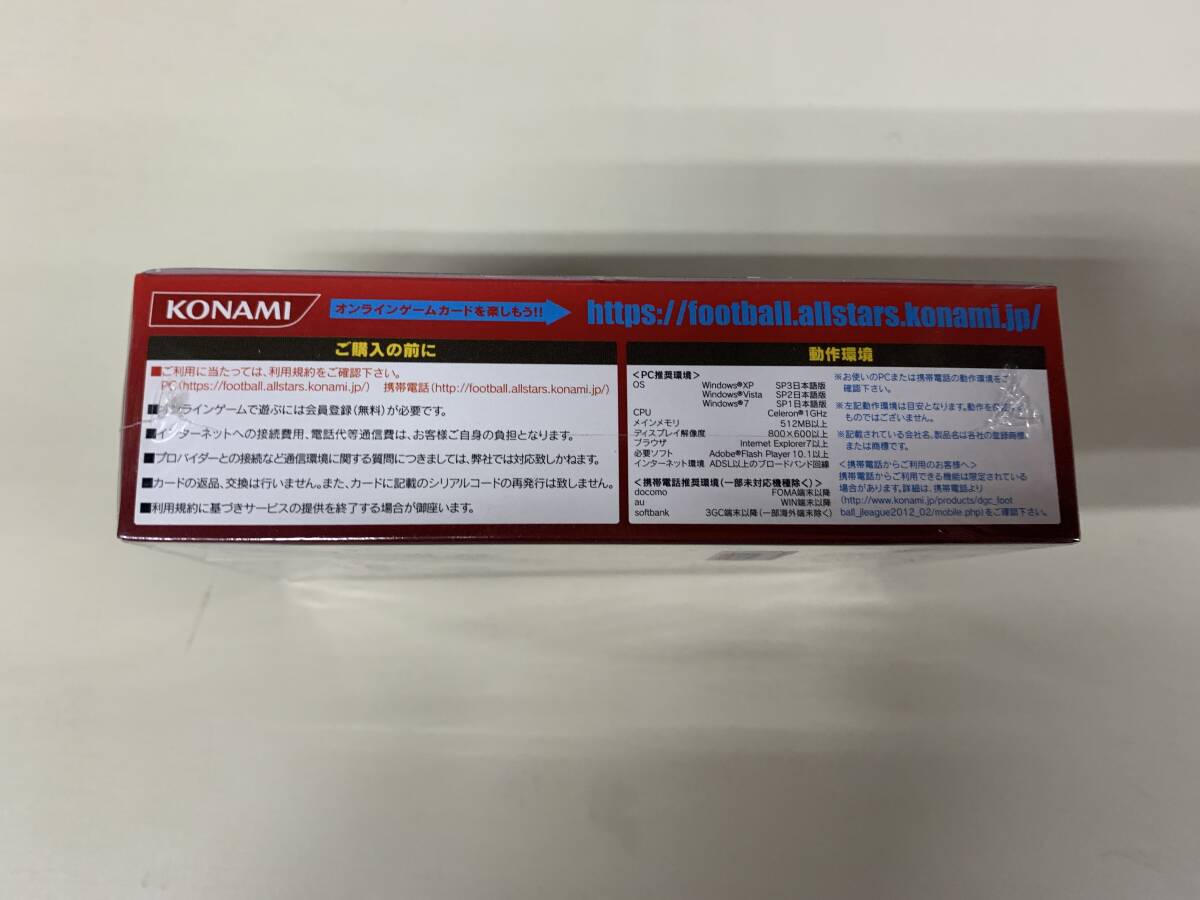 KONAMI
オンラインゲームカードを楽しもう!!
https://football.allstars.konami.jp/
ご購入の前に
■ご利用に当たっては、利用規約をご確認下さい。
PC(https://football.allstars.konami.jp/) 携帯電話(http://football.allstars.konami.jp/)
■オンラインゲームで遊ぶには会員登録(無料)が必要です。
■インターネットへの接続費用、電話代等通信費は、お客様ご自身の負担となります。
■プロバイダーとの接続など通信環境に関する質問につきましては、弊社では対応致しかねます。
■カードの返品、交換は行いません。また、カードに記載のシリアルコードの再発行は致しません。
■利用規約に基づきサービスの提供を終了する場合が御座います。
動作環境
<PC推奨環境>
OS Windows®XP SP3日本語版
Windows®Vista SP2日本語版
Windows®7 SP1日本語版
CPU Celeron®1GHz
メインメモリ 512MB以上
ディスプレイ解像度 800×600以上
ブラウザ Internet Explorer7以上
必要ソフト Adobe®Flash Player 10.1以上
インターネット環境 ADSL以上のブロードバンド回線
<携帯電話推奨環境(一部未対応機種除く)>
docomo FOMA端末以降
au WIN端末以降
softbank 3GC端末以降(一部海外端末除く)
※お使いのPCまたは携帯電話の動作環境をご
確認下さい。
※左記動作環境は目安となります。動作を
ものではございません。
※記載されている会社名、製品名は各社の登録商標、
または商標です。
<携帯電話からご利用のお客様へ>
携帯電話からご利用できる機能は限定されている
場合があります。詳細は、携帯電話より
(http://www.konami.jp/products/dgc_foot
ball_jleague2012_02/mobile.php)をご確認下さい。